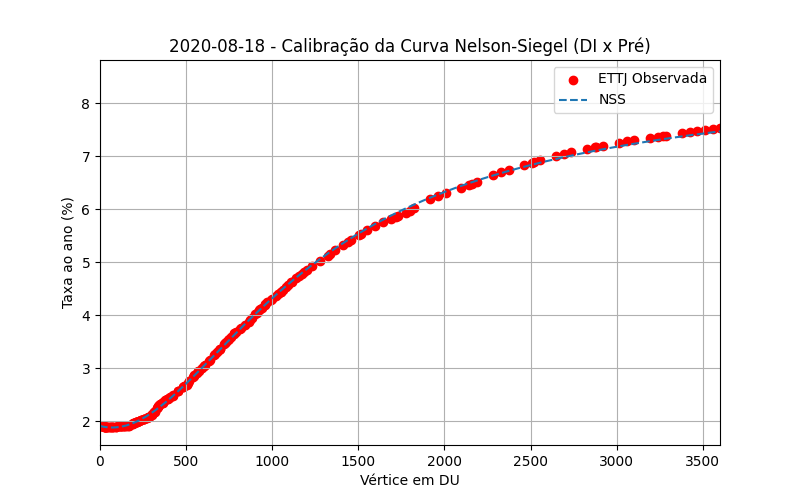 2020-08-18 - Calibração da Curva Nelson-Siegel (DI x Pré)
ETTJ Observada
NSS
Taxa ao ano (%)
8
7
6
5
4
3
2
0 500 1000 1500 2000 2500 3000 3500
Vértice em DU